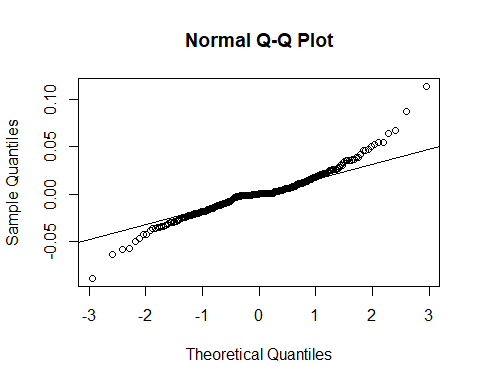 Normal Q-Q Plot
Sample Quantiles
0.10
0.05
0.00
-0.05
-3 -2 -1 0 1 2 3
Theoretical Quantiles